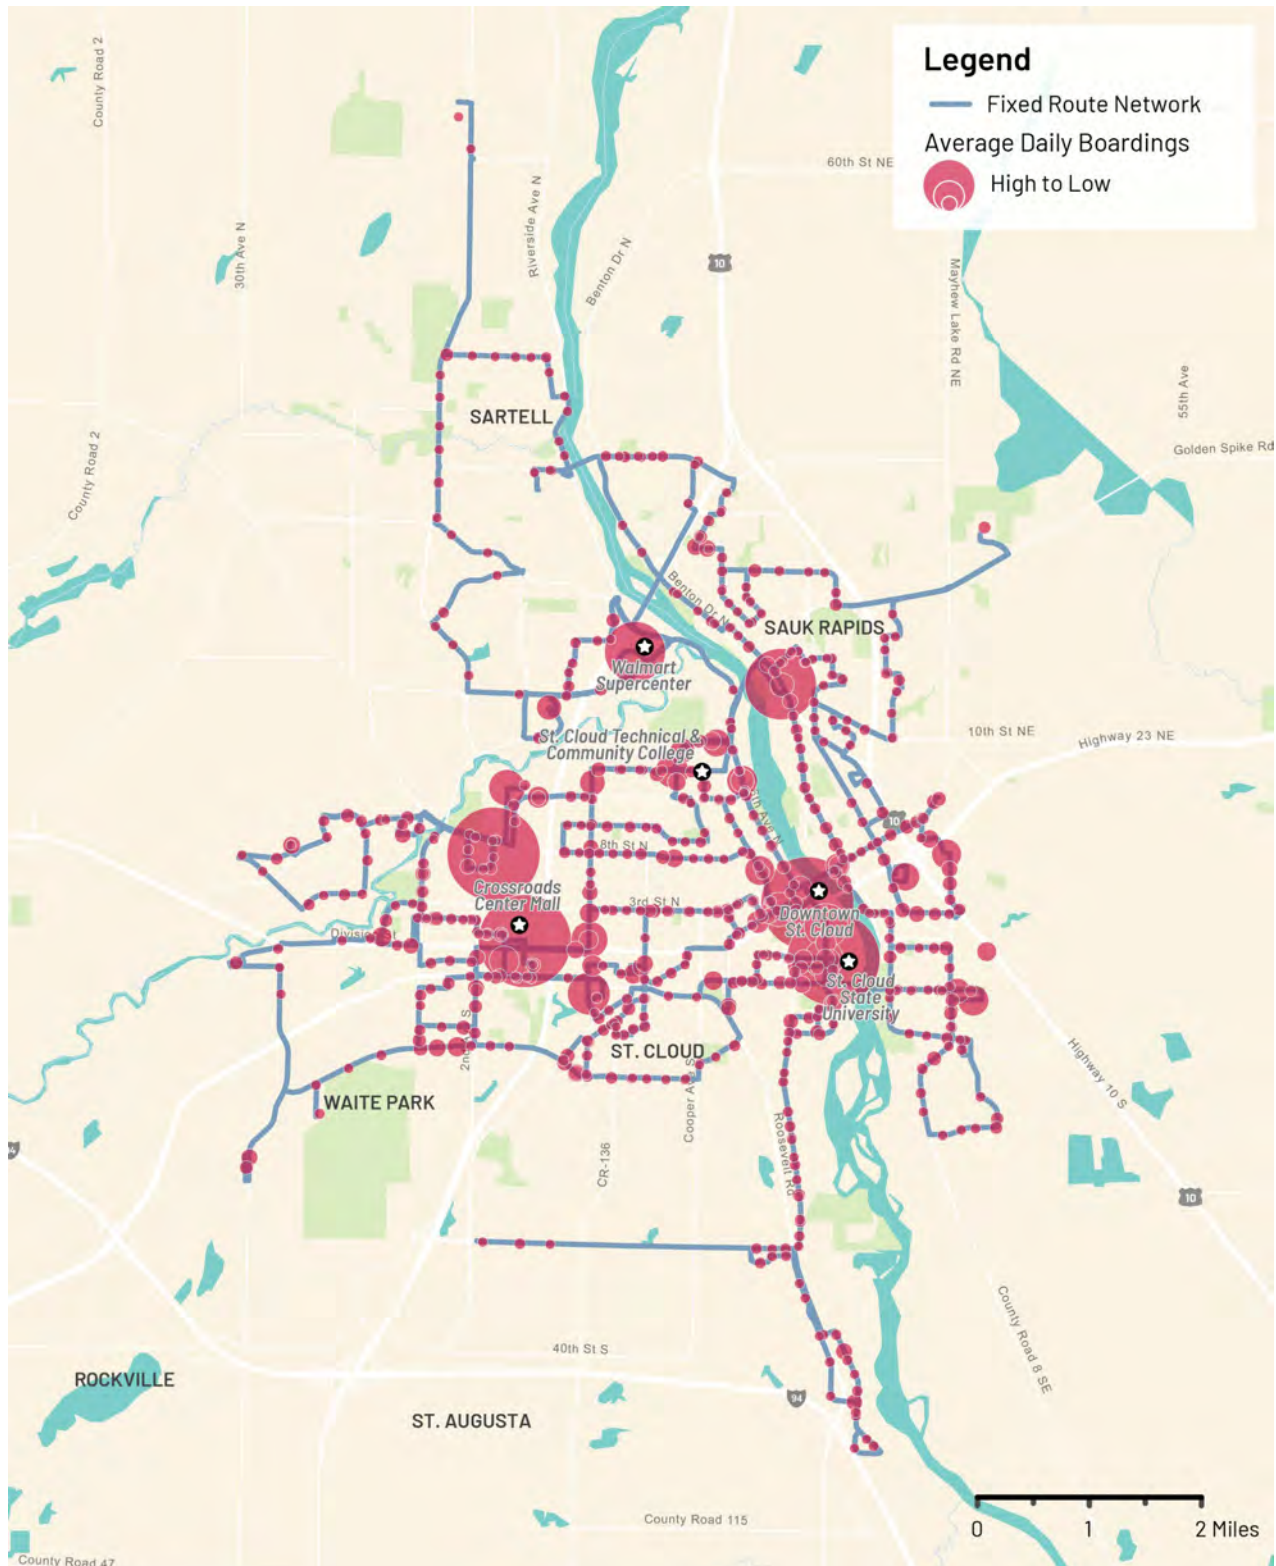 Legend
Fixed Route Network
Average Daily Boardings
High to Low
County Road 2
60th St NE
Riverside Ave N
30th Ave N
Benton Dr N
10
Mayhew Lake Rd NE
55th Ave
SARTELL
County Road 2
Golden Spike Rd
Benton Dr N
SAUK RAPIDS
Walmart
Supercenter
10th St NE
Highway 23 NE
St. Cloud Technical &
Community College
10
8th St N
Crossroads
Center Mall
3rd St N
Downtown
St. Cloud
St. Cloud
State
University
ST. CLOUD
WAITE PARK
Cooper Ave S
Highway 10 S
CR-136
Roosevelt Rd
10
County Road 8 SE
40th St S
ROCKVILLE
94
ST. AUGUSTA
County Road 115
0
1
2 Miles
County Road 47